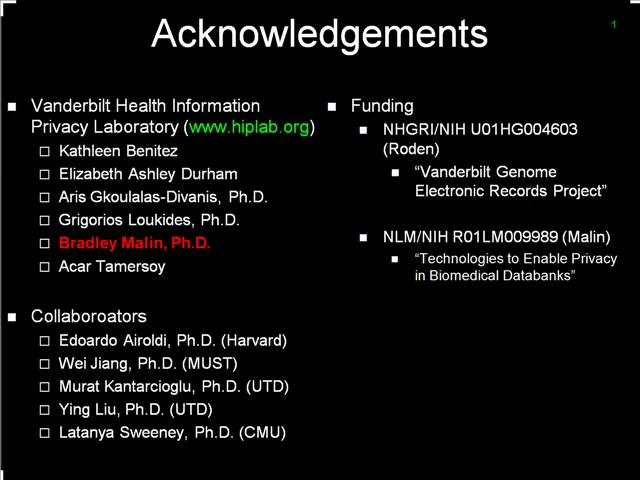 Acknowledgements
1
Vanderbilt Health Information
Privacy Laboratory (www.hiplab.org)
Kathleen Benitez
Elizabeth Ashley Durham
Aris Gkoulalas-Divanis, Ph.D.
Grigorios Loukides, Ph.D.
Bradley Malin, Ph.D.
Acar Tamersoy
Collaboroators
Edoardo Airoldi, Ph.D. (Harvard)
Wei Jiang, Ph.D. (MUST)
Murat Kantarcioglu, Ph.D. (UTD)
Ying Liu, Ph.D. (UTD)
Latanya Sweeney, Ph.D. (CMU)
Funding
NHGRI/NIH U01HG004603
(Roden)
“Vanderbilt Genome
Electronic Records Project”
NLM/NIH R01LM009989 (Malin)
“Technologies to Enable Privacy
in Biomedical Databanks”